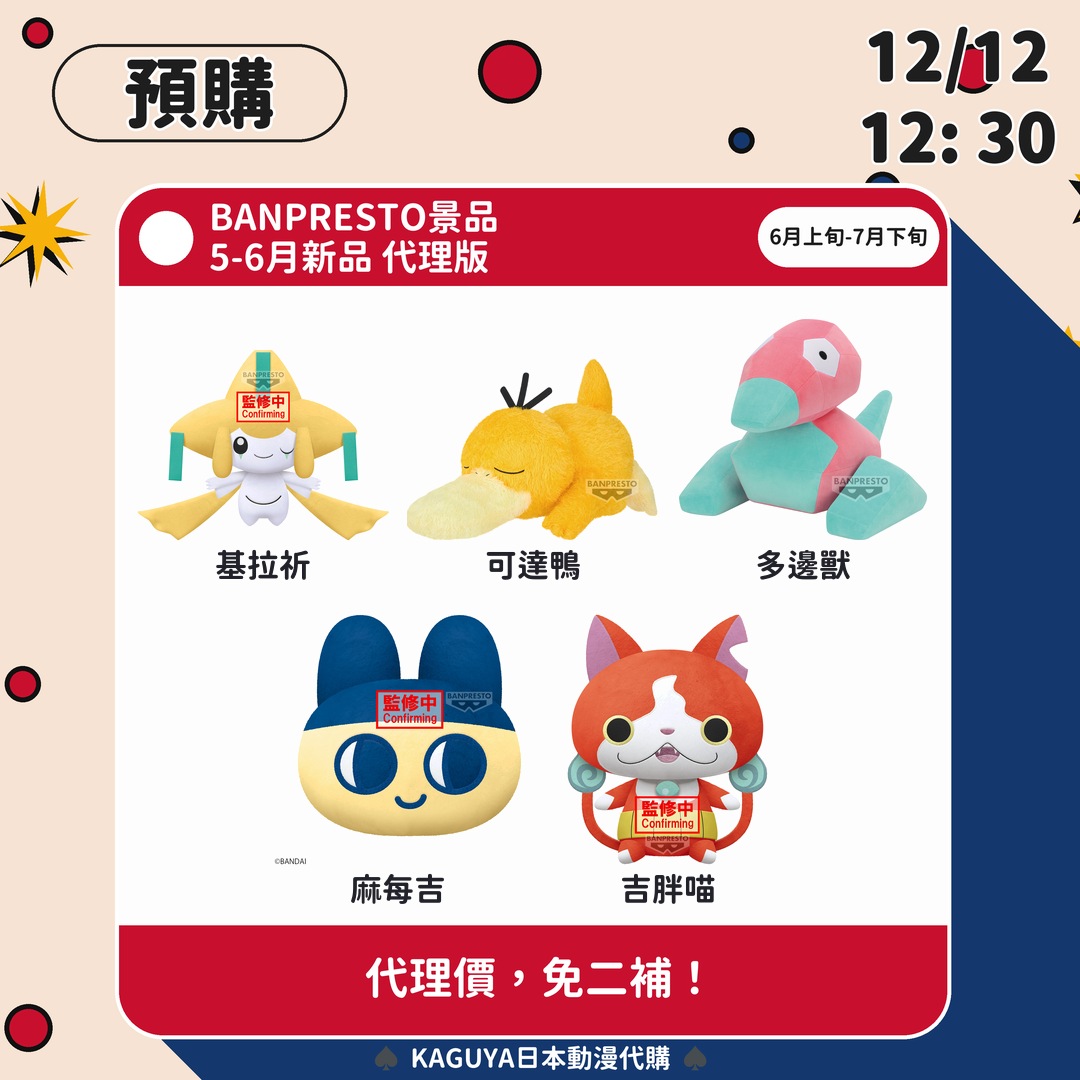 預購
12/12
12: 30
BANPRESTO景品
5-6月新品 代理版
6月上旬-7月下旬
BANPRESTO
監修中
Confirming
基拉祈
BANPRESTO
可達鴨
BANPRESTO
多邊獸
監修中
Confirming
BANPRESTO
©BANDAI
麻每吉
監修中
Confirming
BANPRESTO
吉胖喵
代理價，免二補！
KAGUYA日本動漫代購